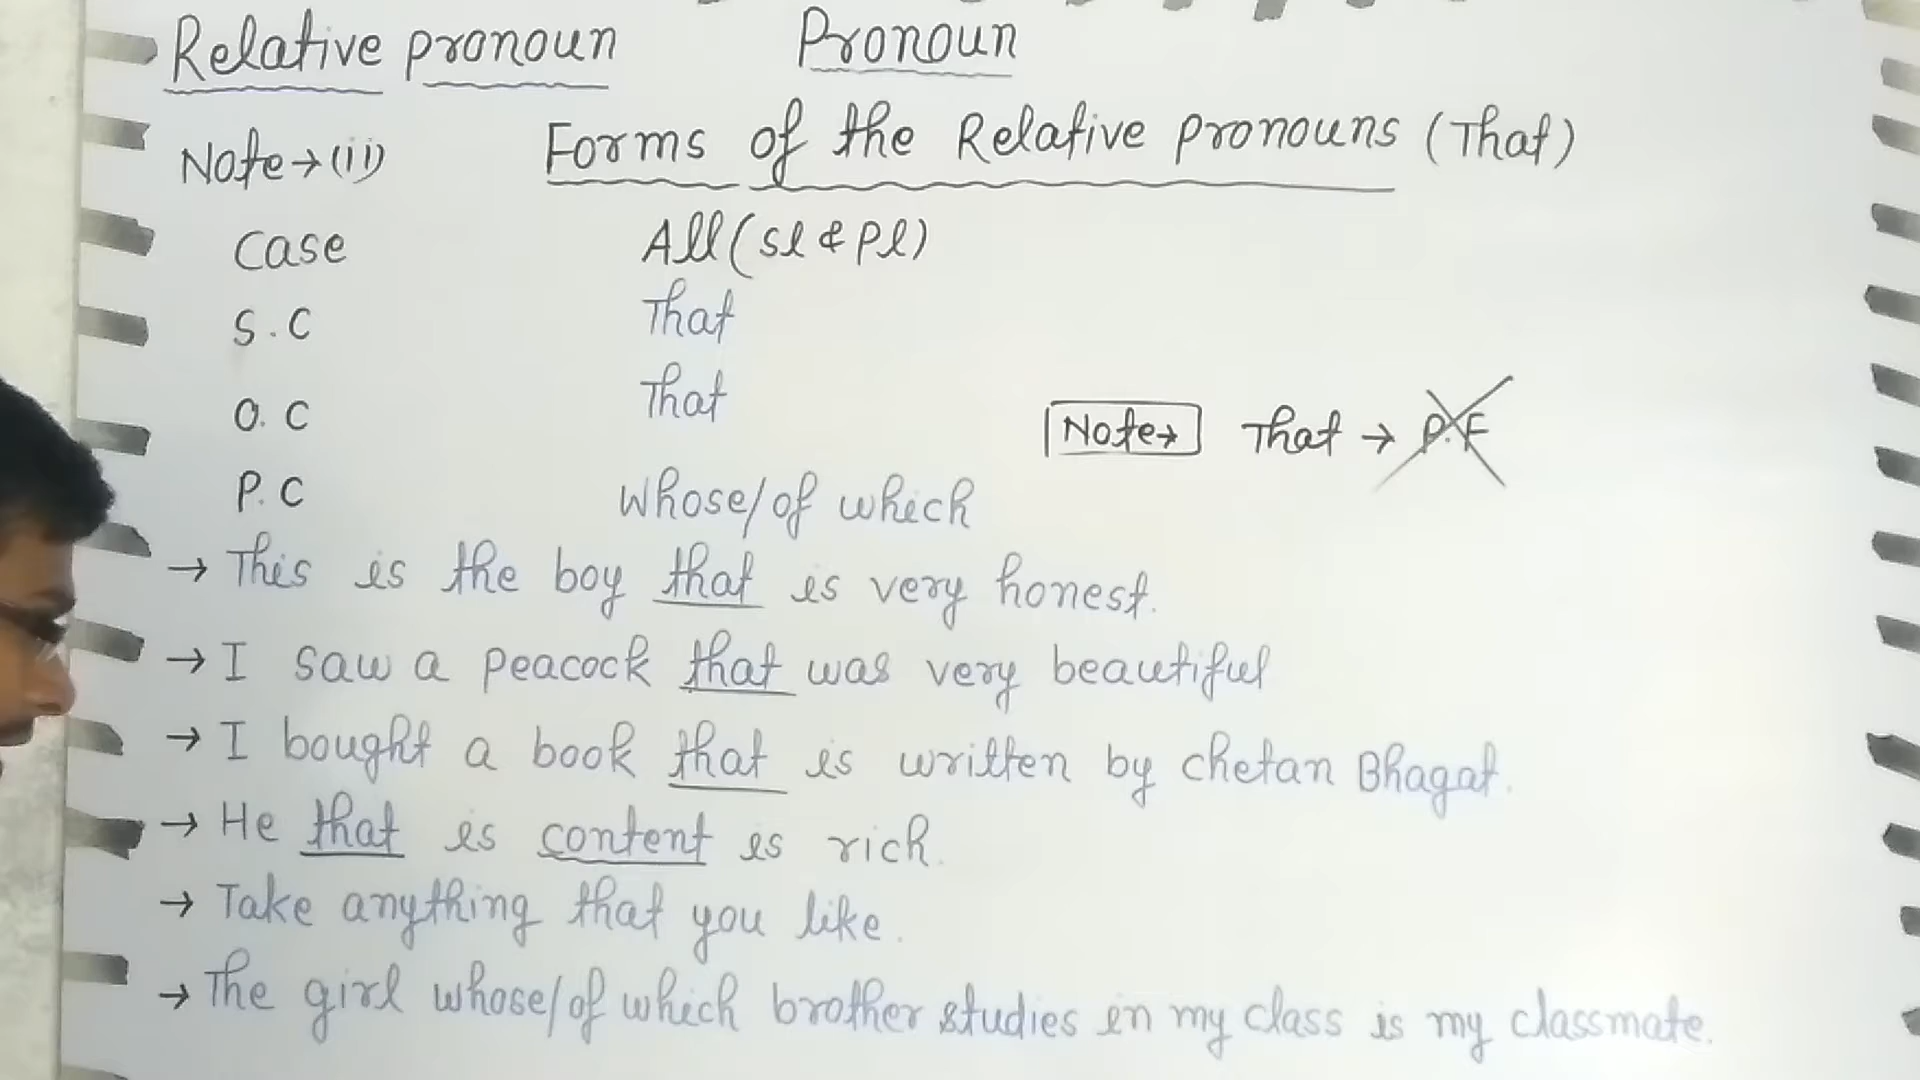 Relative pronoun Pronoun
Note→(ii) Forms of the Relative pronouns (That)
Case All (sl & pl)
S.C That
O.C That
Note→ That → P.F
P.C Whose/of which
→ This is the boy that is very honest.
→ I saw a peacock that was very beautiful
→ I bought a book that is written by chetan Bhagat.
→ He that is content is rich.
→ Take anything that you like.
→ The girl whose/of which brother studies in my class is my classmate.